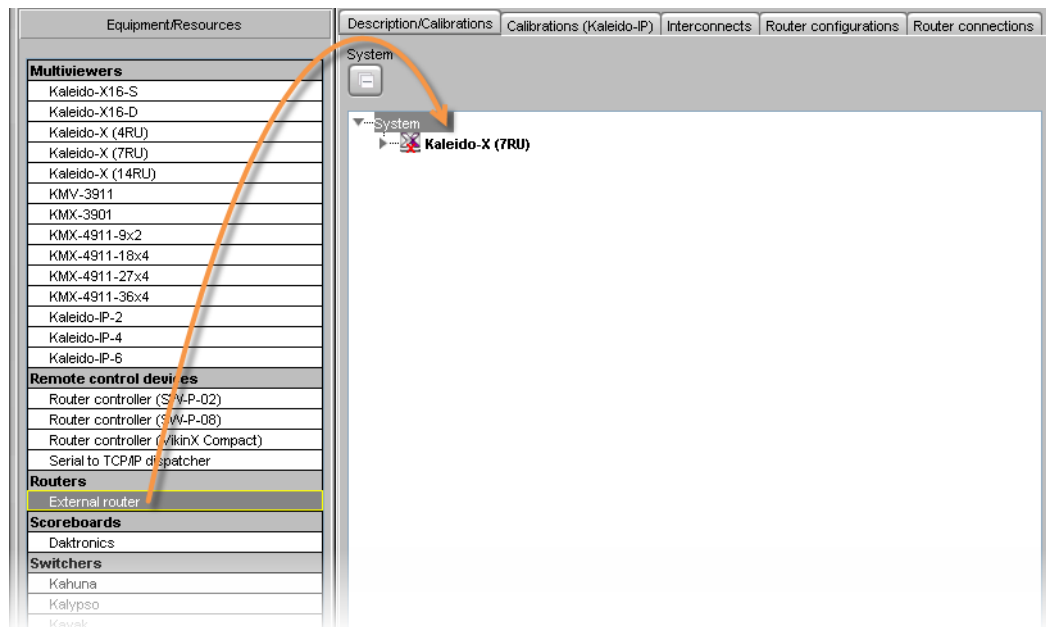 Equipment/Resources
Multiviewers
Kaleido-X16-S
Kaleido-X16-D
Kaleido-X (4RU)
Kaleido-X (7RU)
Kaleido-X (14RU)
KMV-3911
KMX-3901
KMX-4911-9x2
KMX-4911-18x4
KMX-4911-27x4
KMX-4911-36x4
Kaleido-IP-2
Kaleido-IP-4
Kaleido-IP-6
Remote control devices
Router controller (SW-P-02)
Router controller (SW-P-08)
Router controller (VikinX Compact)
Serial to TCP/IP dispatcher
Routers
External router
Scoreboards
Daktronics
Switchers
Kahuna
Kalypso
Kayak
Description/Calibrations Calibrations (Kaleido-IP) Interconnects Router configurations Router connections
System
System
Kaleido-X (7RU)